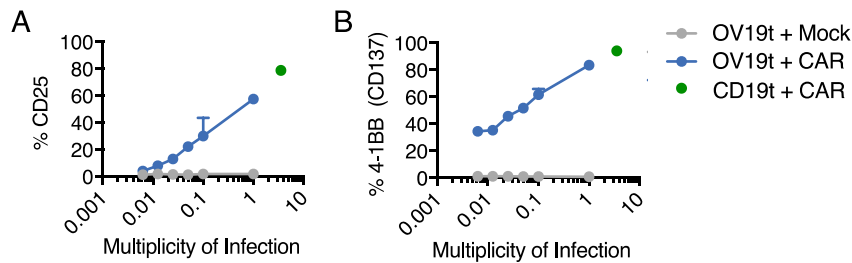 A
% CD25
100
80
60
40
20
0
0.001
0.01
0.1
1
10
Multiplicity of Infection
B
% 4-1BB (CD137)
100
80
60
40
20
0
0.001
0.01
0.1
1
10
Multiplicity of Infection
OV19t + Mock
OV19t + CAR
CD19t + CAR